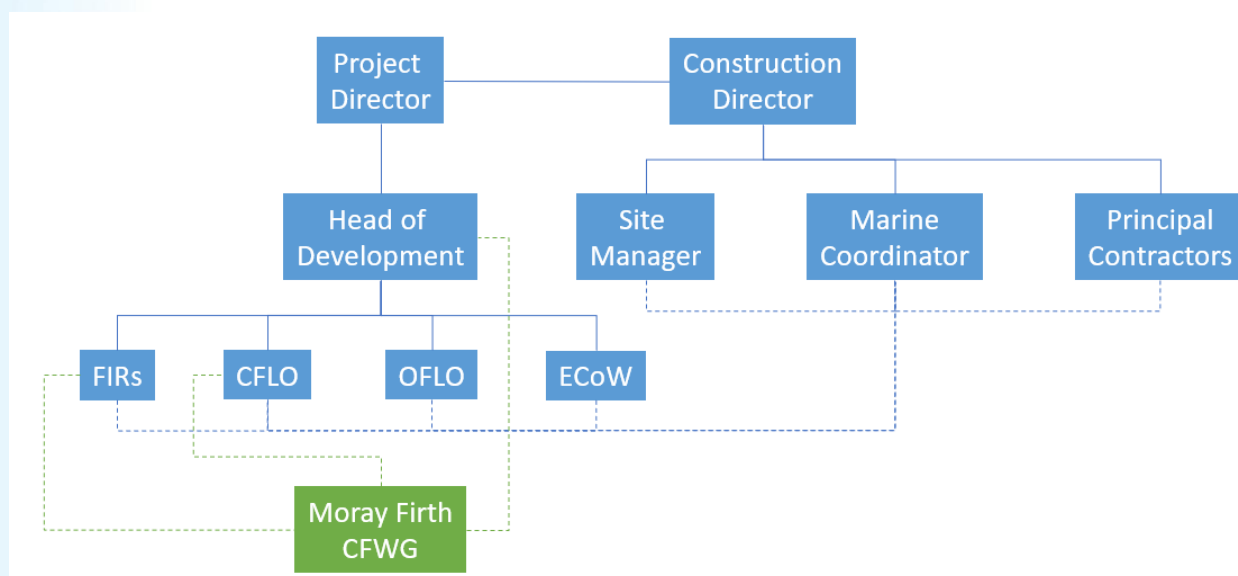 Project
Director
Construction
Director
Head of
Development
Site
Manager
Marine
Coordinator
Principal
Contractors
FIRs
CFLO
OFLO
ECoW
Moray Firth
CFWG